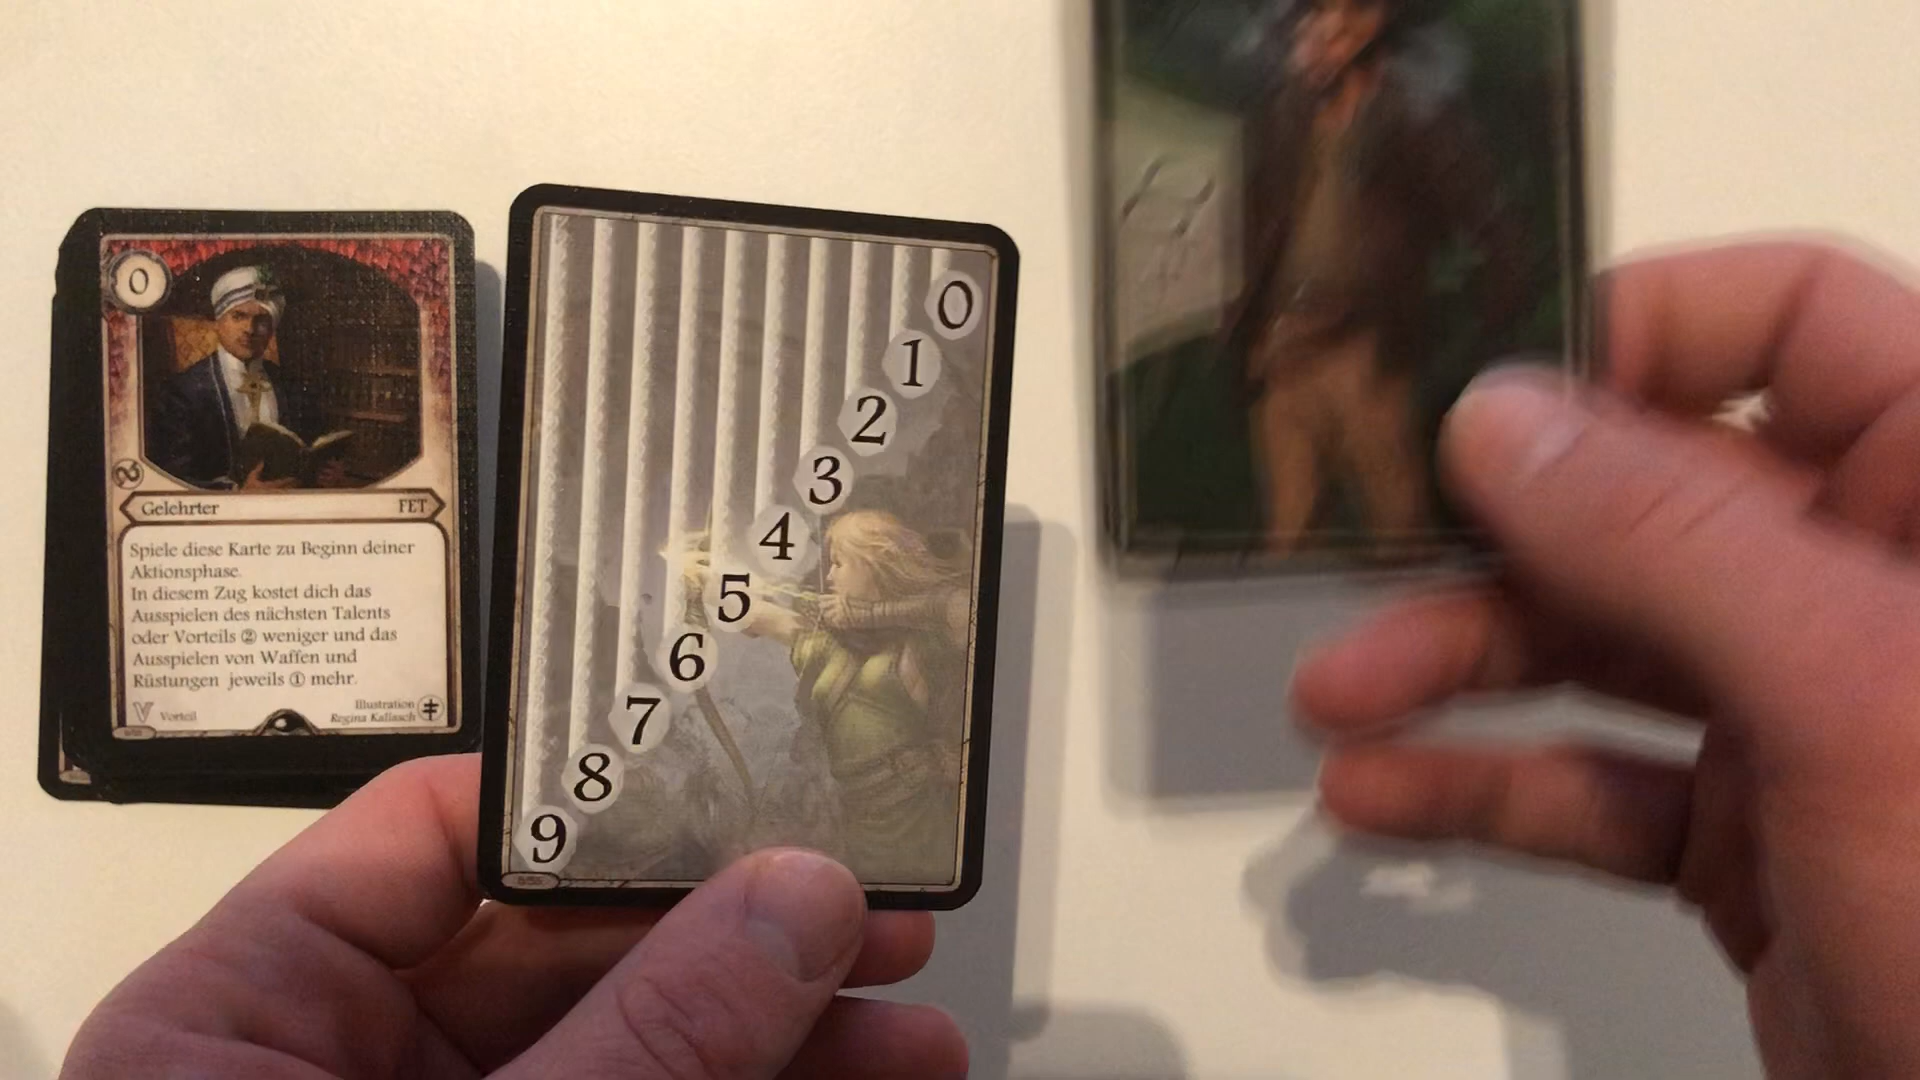 0
Gelehrter FET
Spiele diese Karte zu Beginn deiner
Aktionsphase.
In diesem Zug kostet dich das
Ausspielen des nächsten Talents
oder Vorteils ② weniger und das
Ausspielen von Waffen und
Rüstungen jeweils ① mehr.
Vorteil
Illustration
Regina Kallasch
0
1
2
3
4
5
6
7
8
9